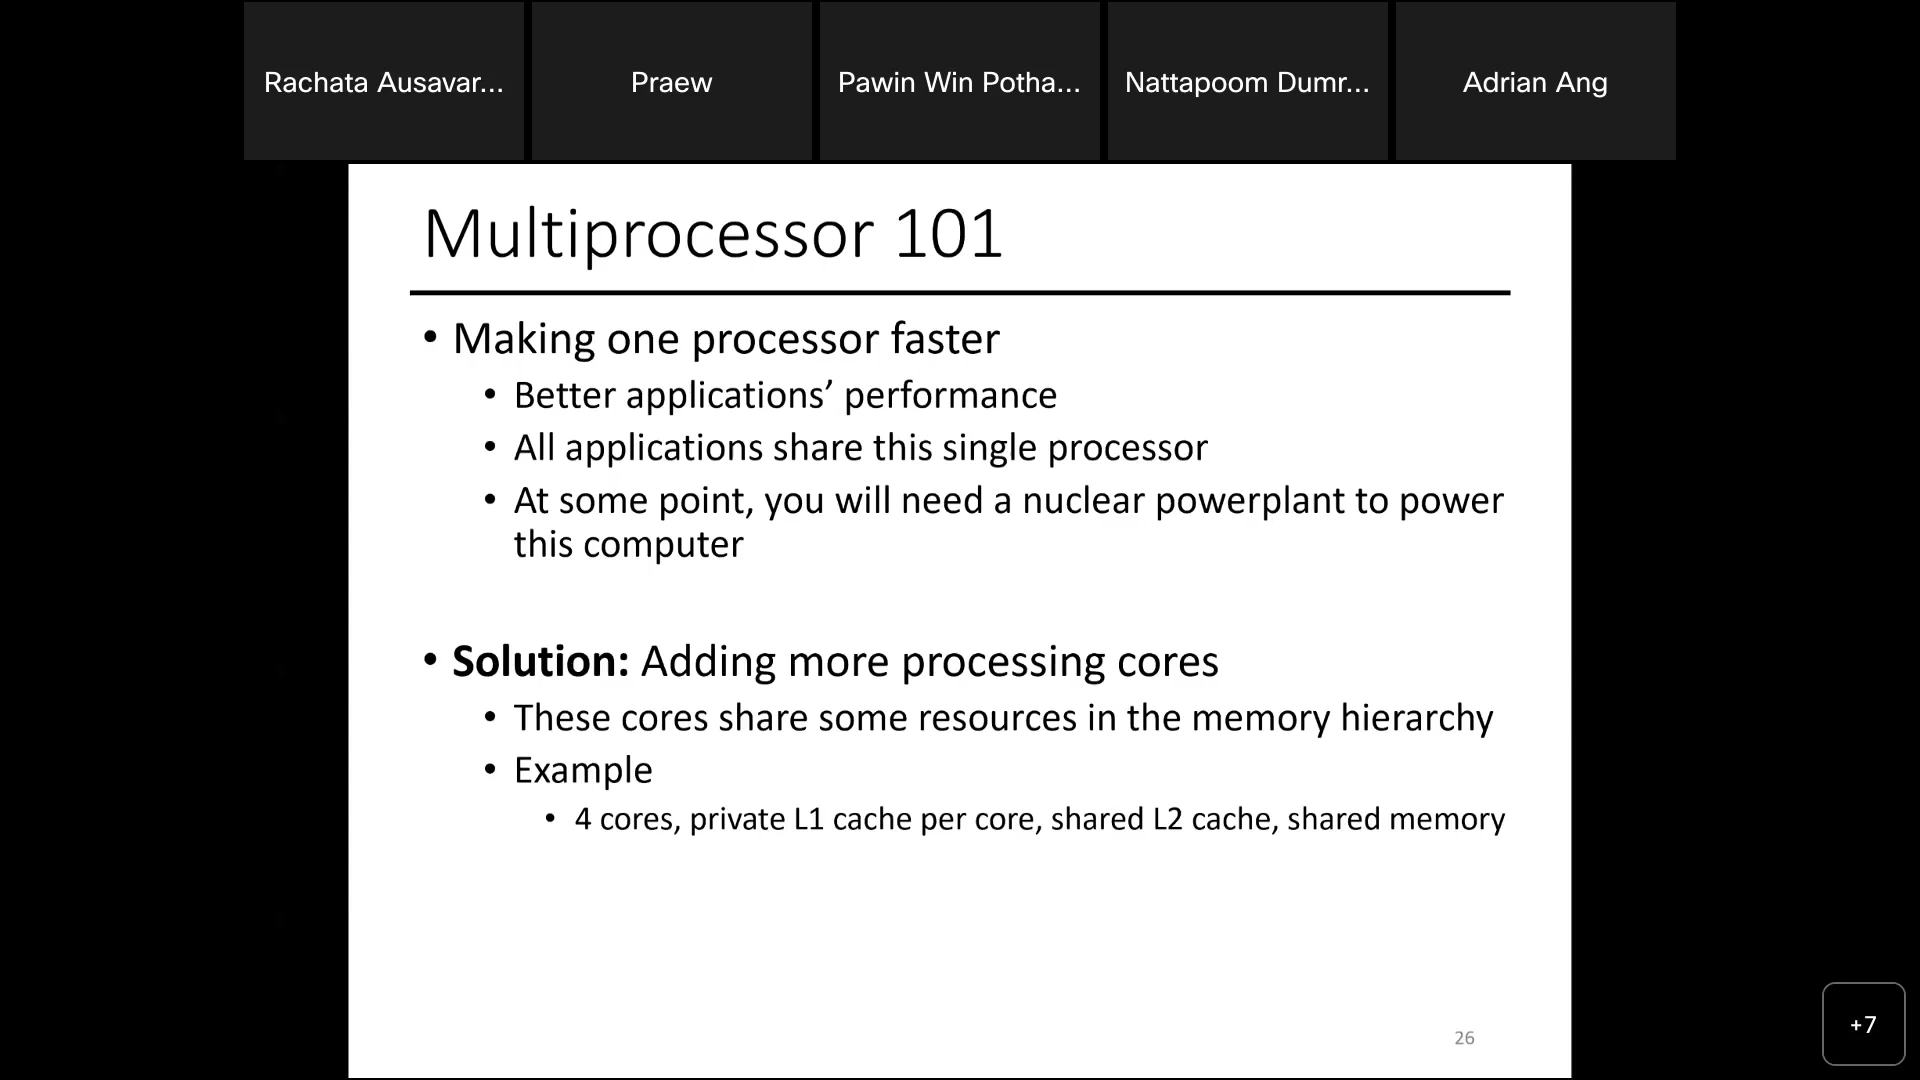 Rachata Ausavar...
Praew
Pawin Win Potha...
Nattapoom Dumr...
Adrian Ang
Multiprocessor 101
• Making one processor faster
• Better applications’ performance
• All applications share this single processor
• At some point, you will need a nuclear powerplant to power
this computer
• Solution: Adding more processing cores
• These cores share some resources in the memory hierarchy
• Example
• 4 cores, private L1 cache per core, shared L2 cache, shared memory
26
+7